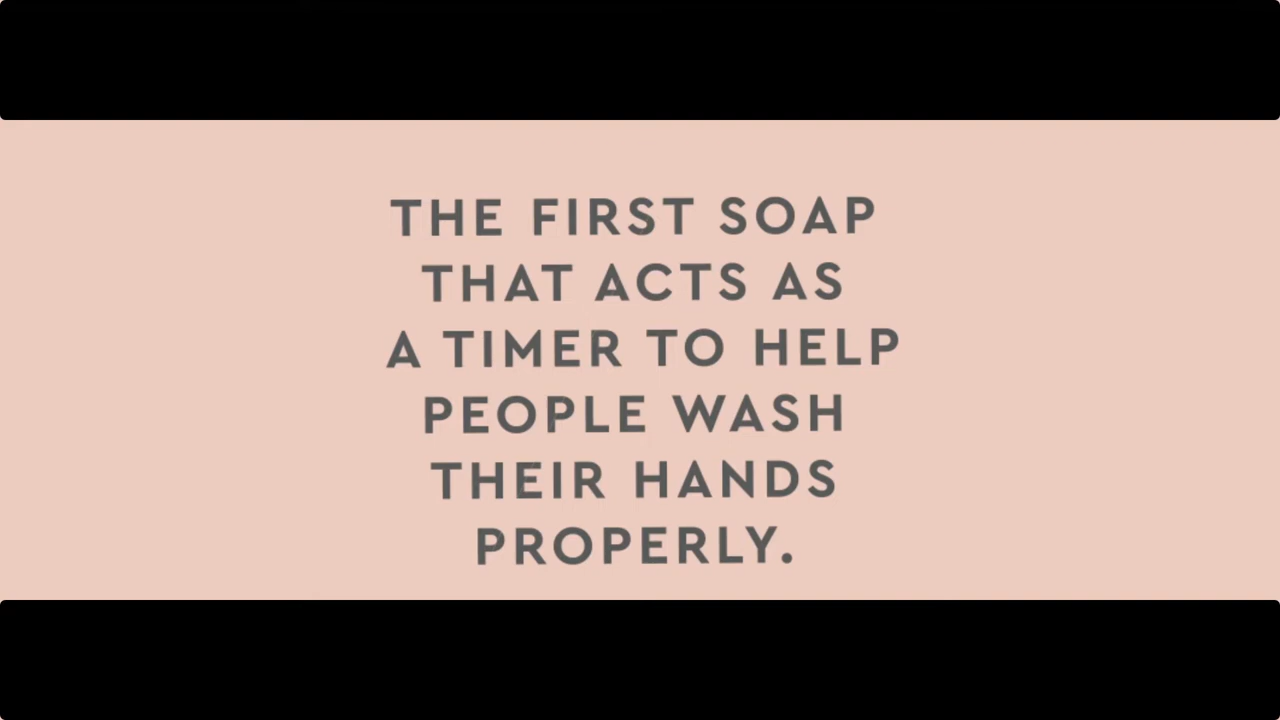 THE FIRST SOAP
THAT ACTS AS
A TIMER TO HELP
PEOPLE WASH
THEIR HANDS
PROPERLY.